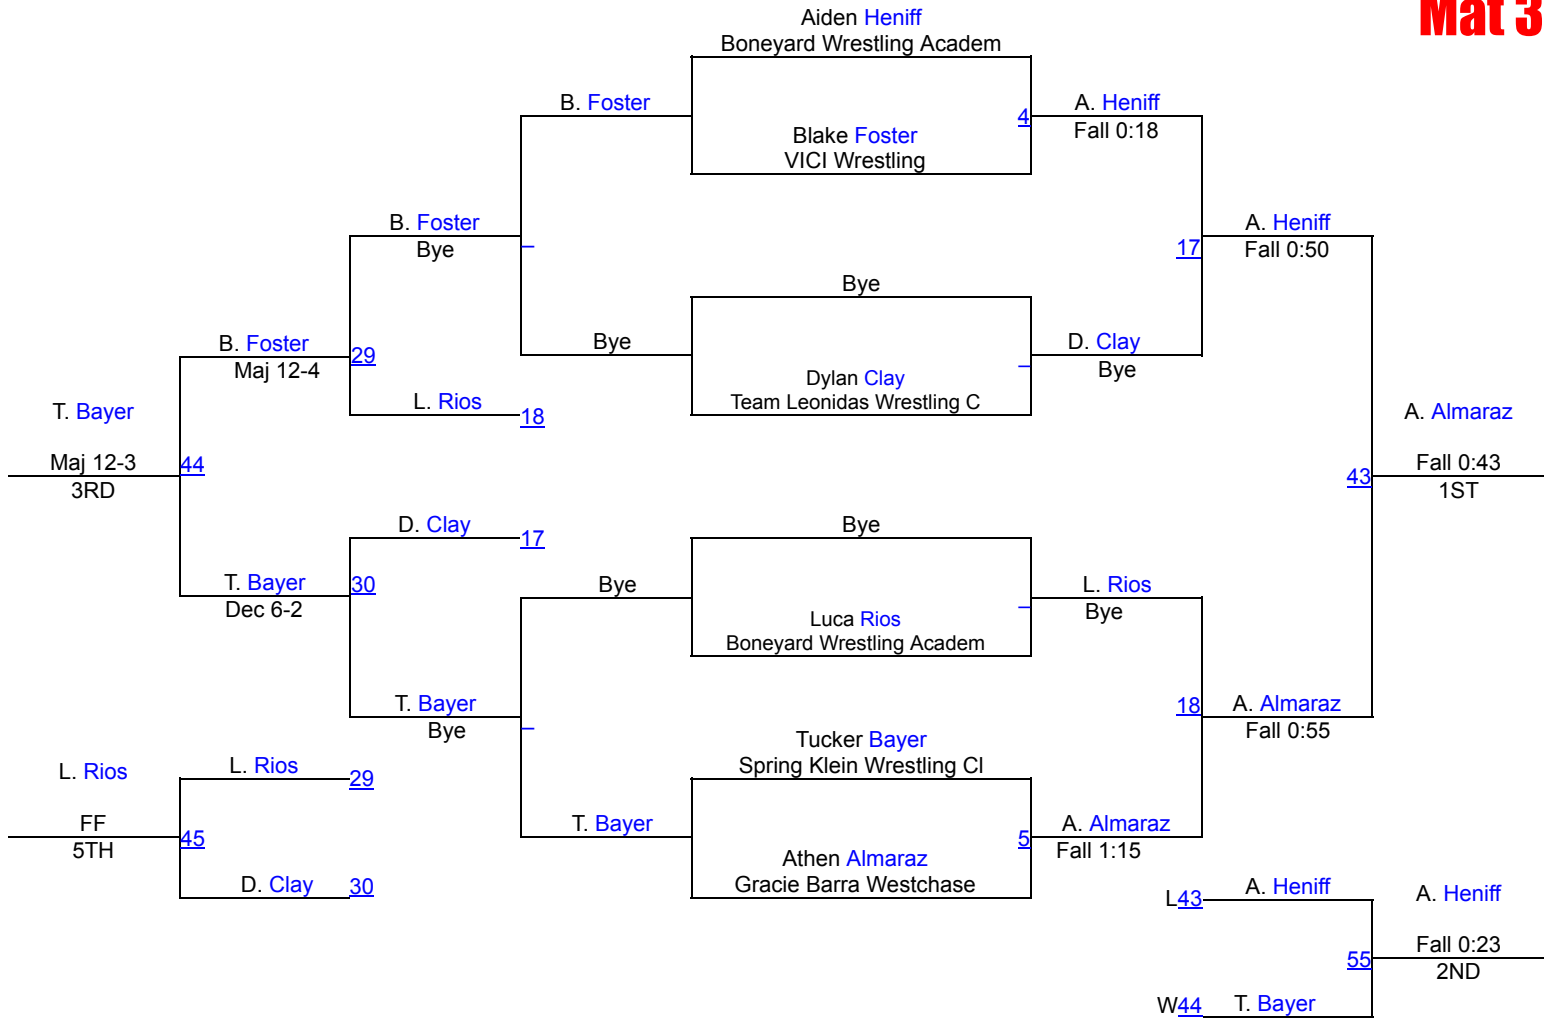 Mat 3
Aiden Heniff
Boneyard Wrestling Academ
B. Foster
4
A. Heniff
Fall 0:18
Blake Foster
VICI Wrestling
B. Foster
Bye
17
A. Heniff
Fall 0:50
Bye
B. Foster
Maj 12-4
29
Bye
D. Clay
Bye
Dylan Clay
Team Leonidas Wrestling C
L. Rios
18
T. Bayer
Maj 12-3
3RD
44
A. Almaraz
Fall 0:43
1ST
43
D. Clay
17
Bye
T. Bayer
Dec 6-2
30
Bye
L. Rios
Bye
Luca Rios
Boneyard Wrestling Academ
T. Bayer
Bye
18
A. Almaraz
Fall 0:55
Tucker Bayer
Spring Klein Wrestling Cl
L. Rios
FF
5TH
L. Rios
29
45
T. Bayer
5
A. Almaraz
Fall 1:15
Athen Almaraz
Gracie Barra Westchase
D. Clay
30
L43
A. Heniff
A. Heniff
Fall 0:23
2ND
55
W44
T. Bayer